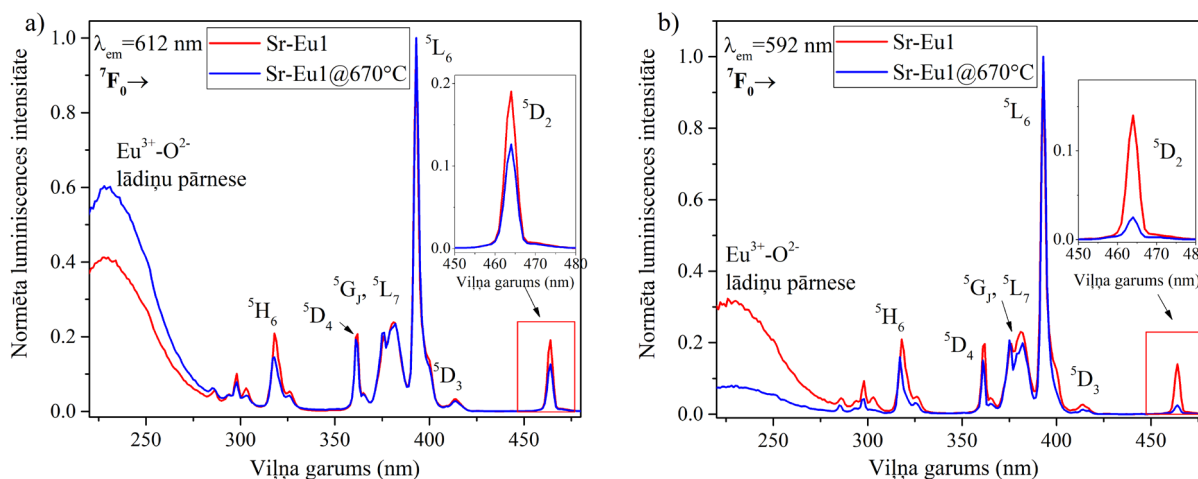 a)
λem=612 nm
⁷F₀→
Sr-Eu1
Sr-Eu1@670°C
⁵L₆
Eu³⁺-O²⁻
lādiņu pārnese
⁵H₆
⁵D₄
⁵G_J, ⁵L₇
⁵D₃
⁵D₂
0.2
0.1
0.0
450 460 470 480
Viļņa garums (nm)
Normēta luminiscences intensitāte
1.0
0.8
0.6
0.4
0.2
0.0
250 300 350 400 450
Viļņa garums (nm)
b)
λem=592 nm
⁷F₀→
Sr-Eu1
Sr-Eu1@670°C
⁵L₆
Eu³⁺-O²⁻
lādiņu pārnese
⁵H₆
⁵D₄
⁵G_J, ⁵L₇
⁵D₃
⁵D₂
0.1
0.0
450 460 470 480
Viļņa garums (nm)
Normēta luminiscences intensitāte
1.0
0.8
0.6
0.4
0.2
0.0
250 300 350 400 450
Viļņa garums (nm)